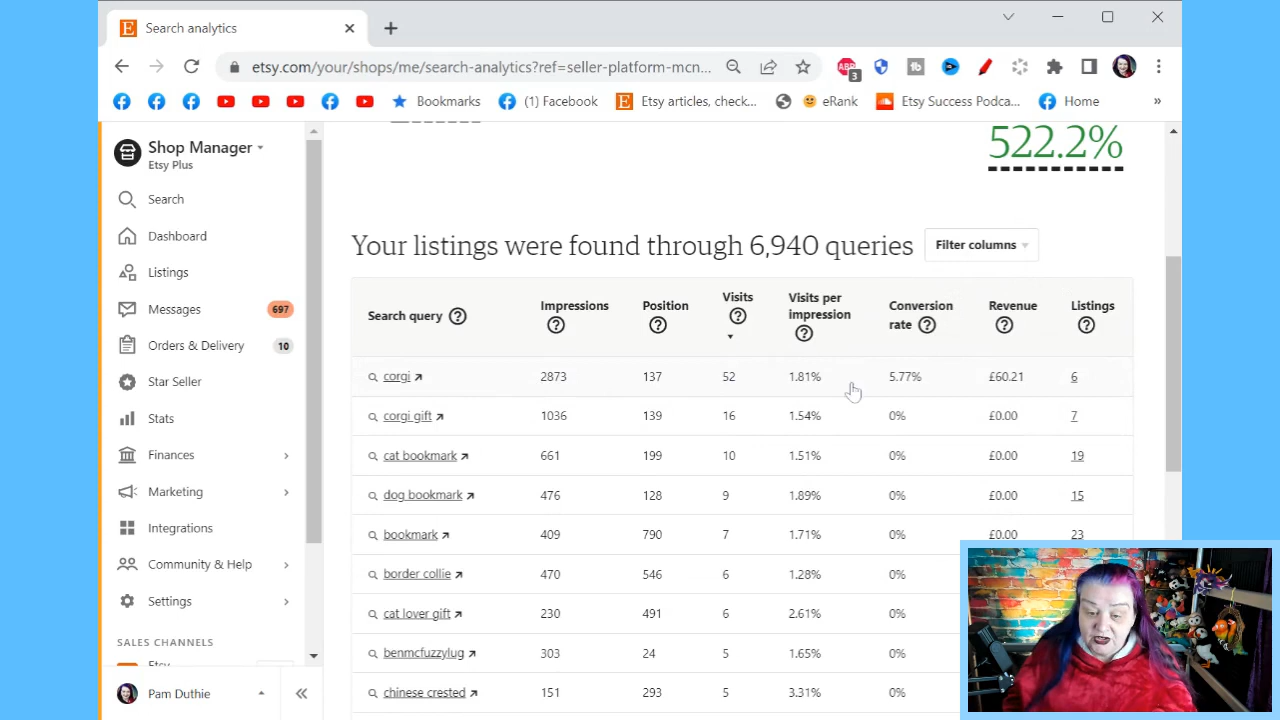 Search analytics
etsy.com/your/shops/me/search-analytics?ref=seller-platform-mcn...
ABP
3
tb
Bookmarks
(1) Facebook
Etsy articles, check...
eRank
Etsy Success Podca...
Home
»
Shop Manager
Etsy Plus
Search
Dashboard
Listings
Messages 697
Orders & Delivery 10
Star Seller
Stats
Finances
Marketing
Integrations
Community & Help
Settings
SALES CHANNELS
Etsy
Pam Duthie
522.2%
Your listings were found through 6,940 queries
Filter columns
Search query Impressions Position Visits Visits per impression Conversion rate Revenue Listings
corgi 2873 137 52 1.81% 5.77% £60.21 6
corgi gift 1036 139 16 1.54% 0% £0.00 7
cat bookmark 661 199 10 1.51% 0% £0.00 19
dog bookmark 476 128 9 1.89% 0% £0.00 15
bookmark 409 790 7 1.71% 0% £0.00 23
border collie 470 546 6 1.28% 0%
cat lover gift 230 491 6 2.61% 0%
benmcfuzzylug 303 24 5 1.65% 0%
chinese crested 151 293 5 3.31% 0%